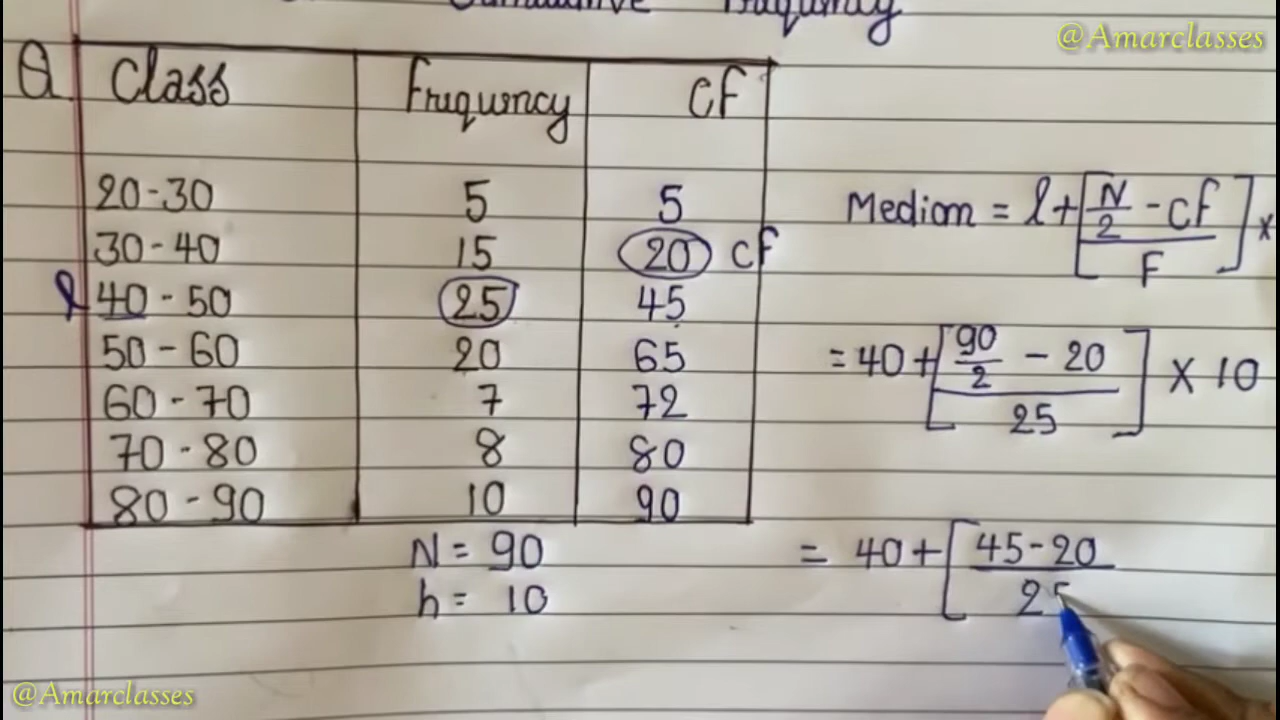 Cumulative Frequency
@Amarclasses
Q. Class Frequency CF
20-30 5 5
30-40 15 20 CF
l 40-50 25 45
50-60 20 65
60-70 7 72
70-80 8 80
80-90 10 90
N = 90
h = 10
Median = l+[N/2 - cf / F] ×
= 40+[90/2 - 20 / 25] × 10
= 40+[45-20 / 25
@Amarclasses